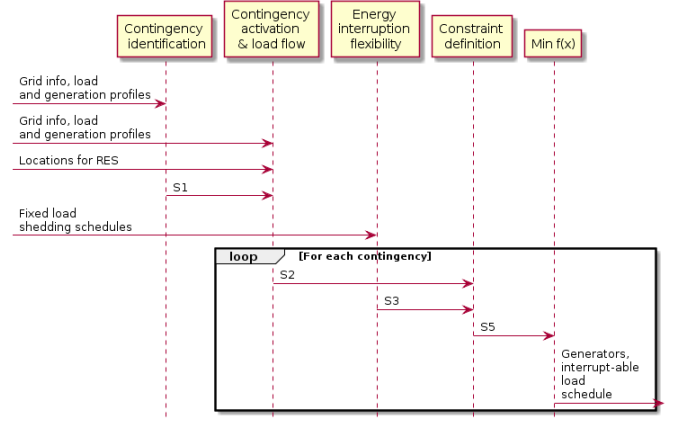 Contingency
identification
Contingency
activation
& load flow
Energy
interruption
flexibility
Constraint
definition
Min f(x)
Grid info, load
and generation profiles
Grid info, load
and generation profiles
Locations for RES
S1
Fixed load
shedding schedules
loop
[For each contingency]
S2
S3
S5
Generators,
interrupt-able
load
schedule